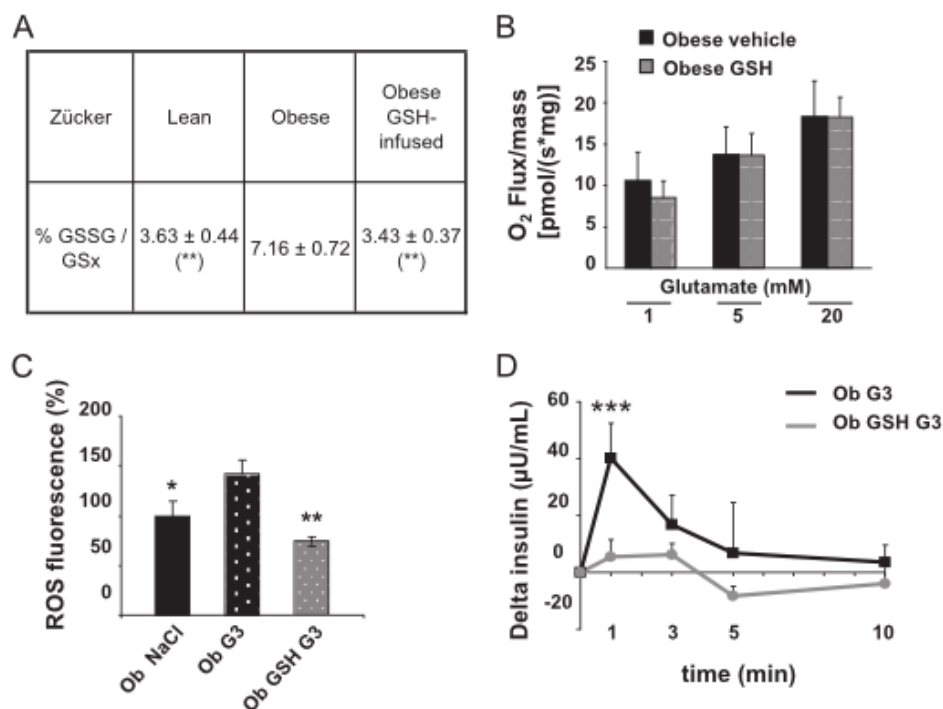 A
Zücker
Lean
Obese
Obese
GSH-
infused
% GSSG /
GSx
3.63 ± 0.44
(**)
7.16 ± 0.72
3.43 ± 0.37
(**)
B
Obese vehicle
Obese GSH
O2 Flux/mass
[pmol/(s*mg)]
25
20
15
10
5
0
Glutamate (mM)
1 5 20
C
ROS fluorescence (%)
200
150
100
50
0
*
**
Ob NaCl
Ob G3
Ob GSH G3
D
Ob G3
Ob GSH G3
Delta insulin (µU/mL)
60
40
20
0
-20
***
1 3 5 10
time (min)